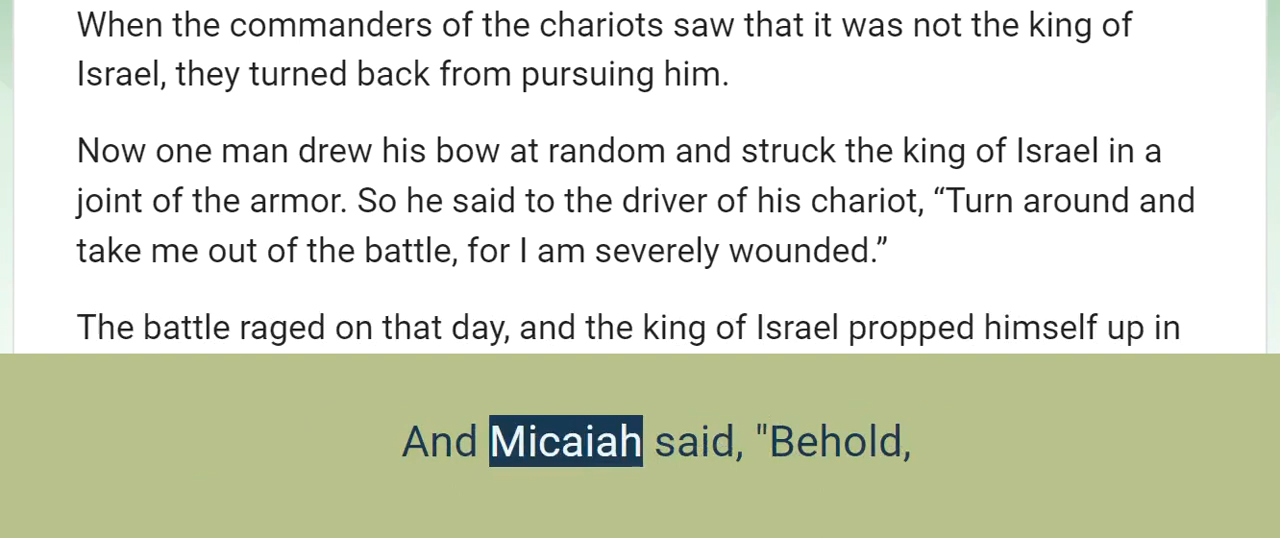 When the commanders of the chariots saw that it was not the king of
Israel, they turned back from pursuing him.
Now one man drew his bow at random and struck the king of Israel in a
joint of the armor. So he said to the driver of his chariot, “Turn around and
take me out of the battle, for I am severely wounded.”
The battle raged on that day, and the king of Israel propped himself up in
And Micaiah said, "Behold,